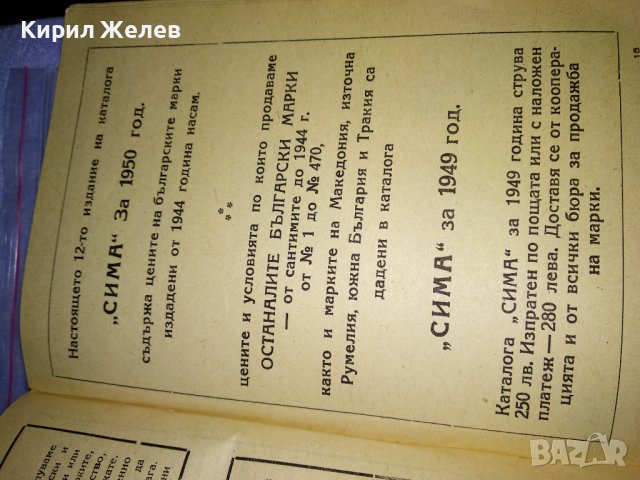 Кирил Желев
Настоящето 12-то издание на каталога
„СИМА“ За 1950 год.
съдържа цените на българските марки
издадени от 1944 година насам.
***
цените и условията по които продаваме
ОСТАНАЛИТЕ БЪЛГАРСКИ МАРКИ
— от сантимите до 1944 г.
от № 1 до № 470,
както и марките на Македония, източна
Румелия, южна България и Тракия са
дадени в каталога
„СИМА“ за 1949 год.
Каталога „СИМА“ за 1949 година струва
250 лв. Изпратен по пощата или с наложен
платеж — 280 лева. Доставя се от коопера-
цията и от всички бюра за продажба
на марки.
15
BAZAR